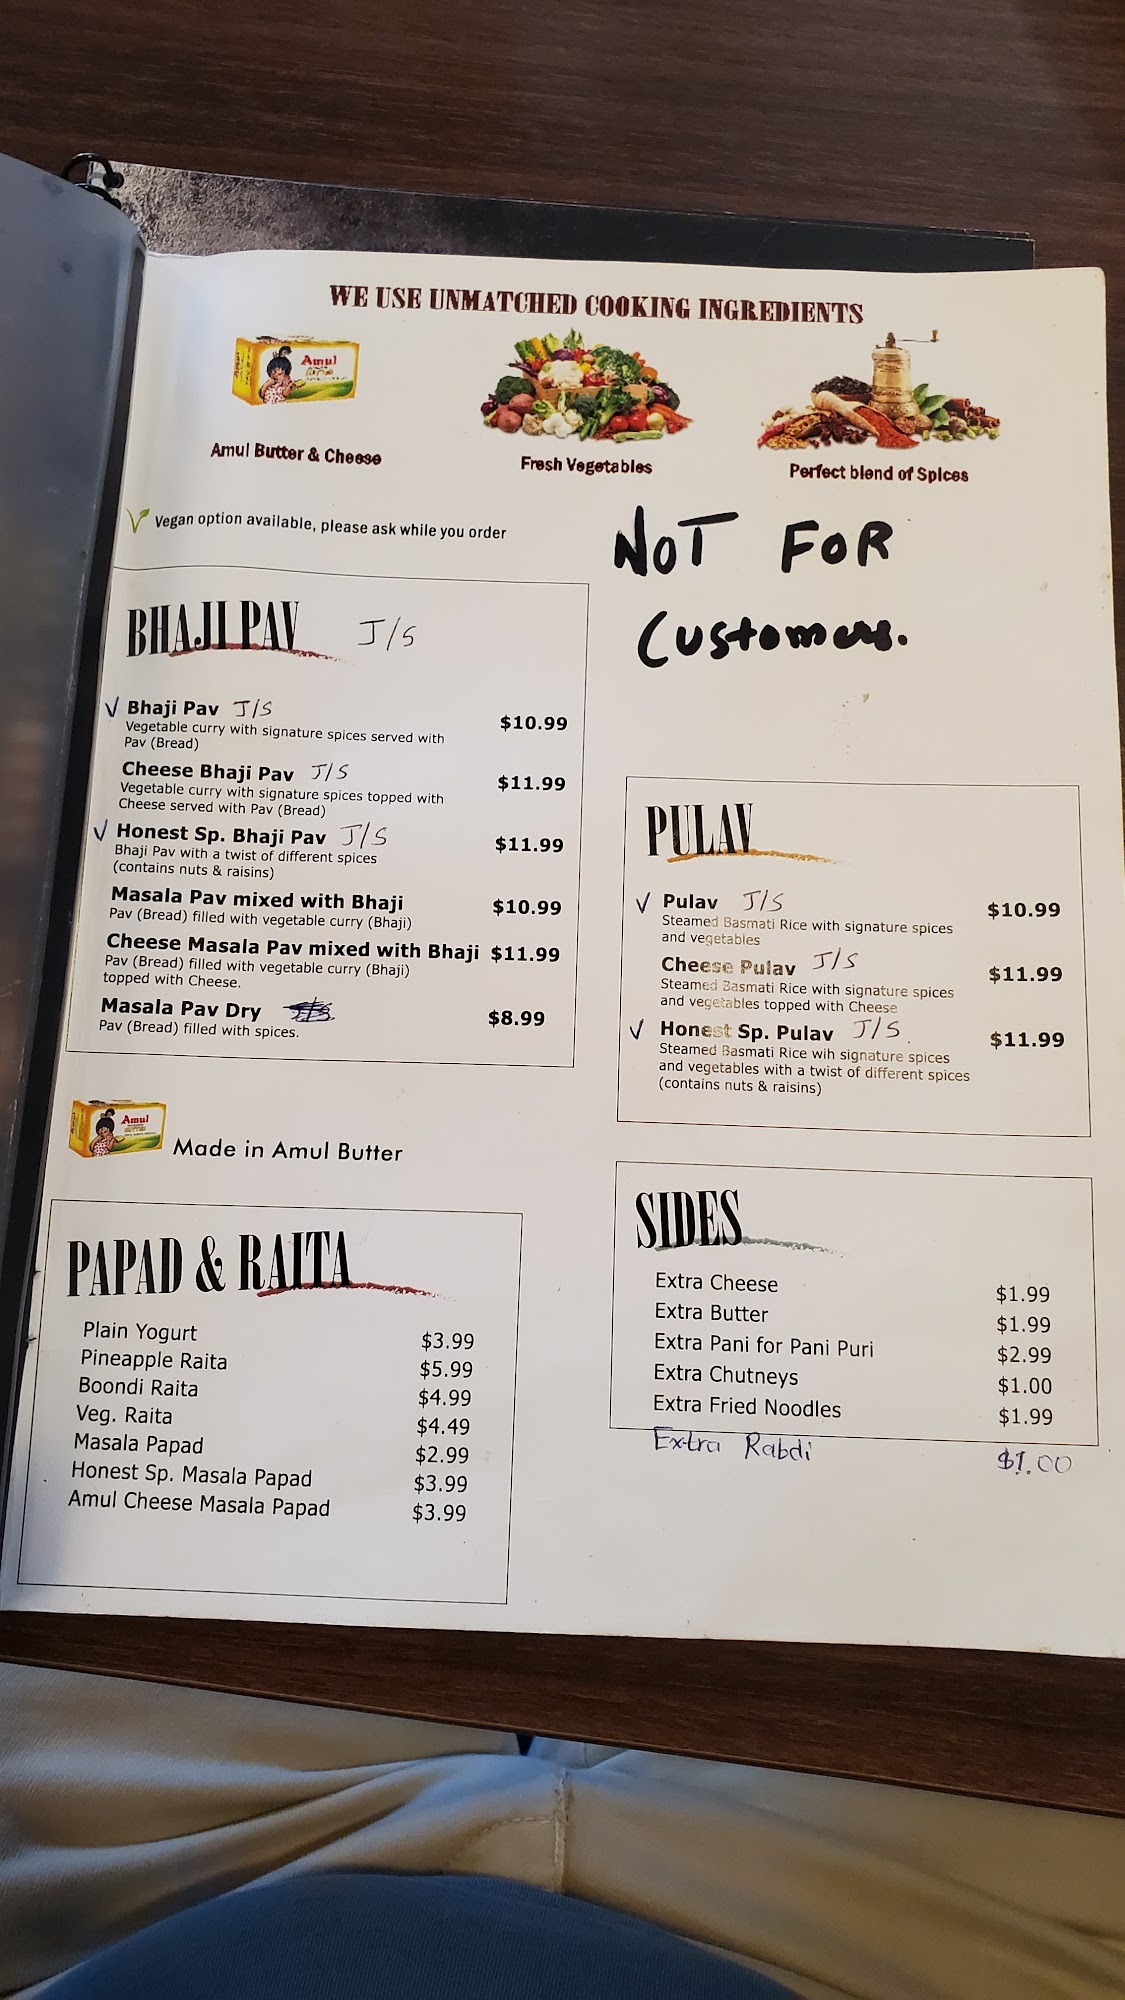 WE USE UNMATCHED COOKING INGREDIENTS
Amul
Amul Butter & Cheese
Fresh Vegetables
Perfect blend of Spices
Vegan option available, please ask while you order
NOT FOR
Customers.
BHAJI PAV J/S
√ Bhaji Pav J/S $10.99
Vegetable curry with signature spices served with
Pav (Bread)
Cheese Bhaji Pav J/S $11.99
Vegetable curry with signature spices topped with
Cheese served with Pav (Bread)
√ Honest Sp. Bhaji Pav J/S $11.99
Bhaji Pav with a twist of different spices
(contains nuts & raisins)
Masala Pav mixed with Bhaji $10.99
Pav (Bread) filled with vegetable curry (Bhaji)
Cheese Masala Pav mixed with Bhaji $11.99
Pav (Bread) filled with vegetable curry (Bhaji)
topped with Cheese.
Masala Pav Dry $8.99
Pav (Bread) filled with spices.
Amul
BUTTER
Made in Amul Butter
PULAV
√ Pulav J/S $10.99
Steamed Basmati Rice with signature spices
and vegetables
Cheese Pulav J/S $11.99
Steamed Basmati Rice with signature spices
and vegetables topped with Cheese
√ Honest Sp. Pulav J/S. $11.99
Steamed Basmati Rice wih signature spices
and vegetables with a twist of different spices
(contains nuts & raisins)
PAPAD & RAITA
Plain Yogurt $3.99
Pineapple Raita $5.99
Boondi Raita $4.99
Veg. Raita $4.49
Masala Papad $2.99
Honest Sp. Masala Papad $3.99
Amul Cheese Masala Papad $3.99
SIDES
Extra Cheese $1.99
Extra Butter $1.99
Extra Pani for Pani Puri $2.99
Extra Chutneys $1.00
Extra Fried Noodles $1.99
Extra Rabdi $1.00